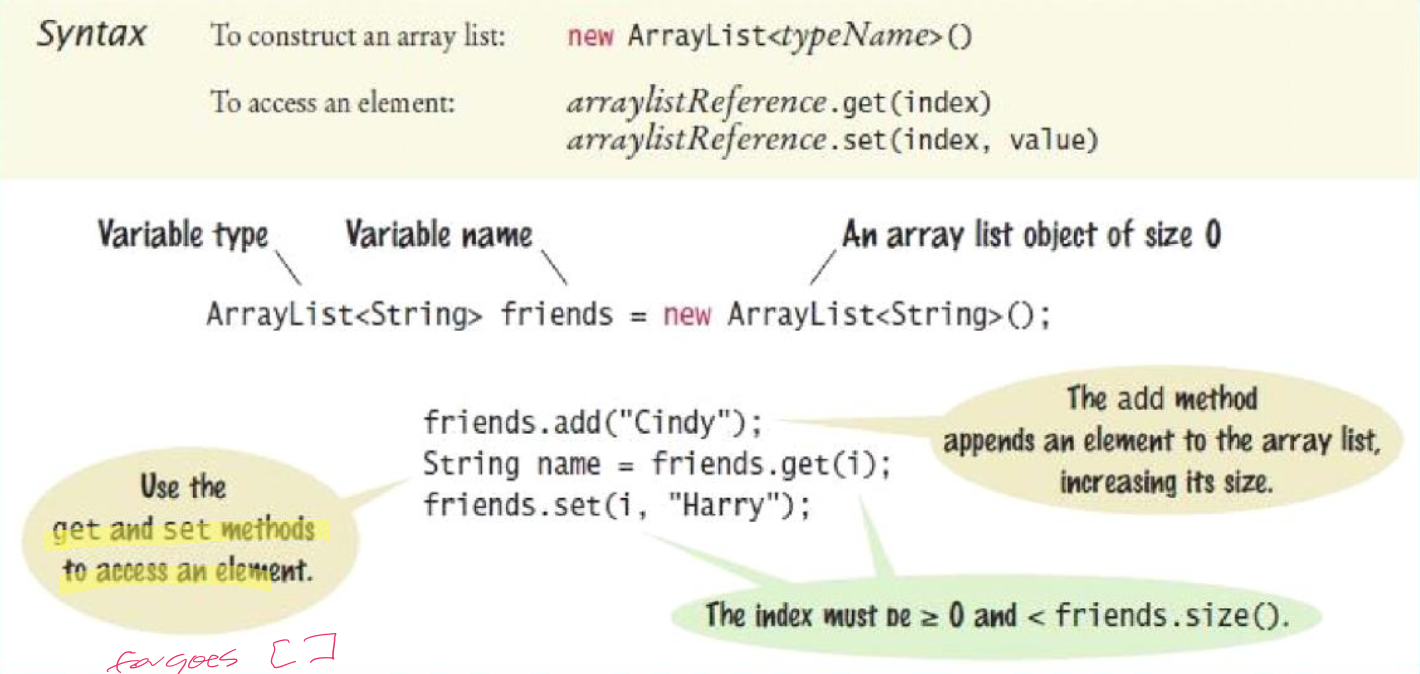 Syntax To construct an array list: new ArrayList<typeName>()
To access an element: arraylistReference.get(index)
arraylistReference.set(index, value)
Variable type Variable name An array list object of size 0
ArrayList<String> friends = new ArrayList<String>();
friends.add("Cindy");
String name = friends.get(i);
friends.set(i, "Harry");
The add method
appends an element to the array list,
increasing its size.
Use the
get and set methods
to access an element.
The index must be ≥ 0 and < friends.size().
[ ]